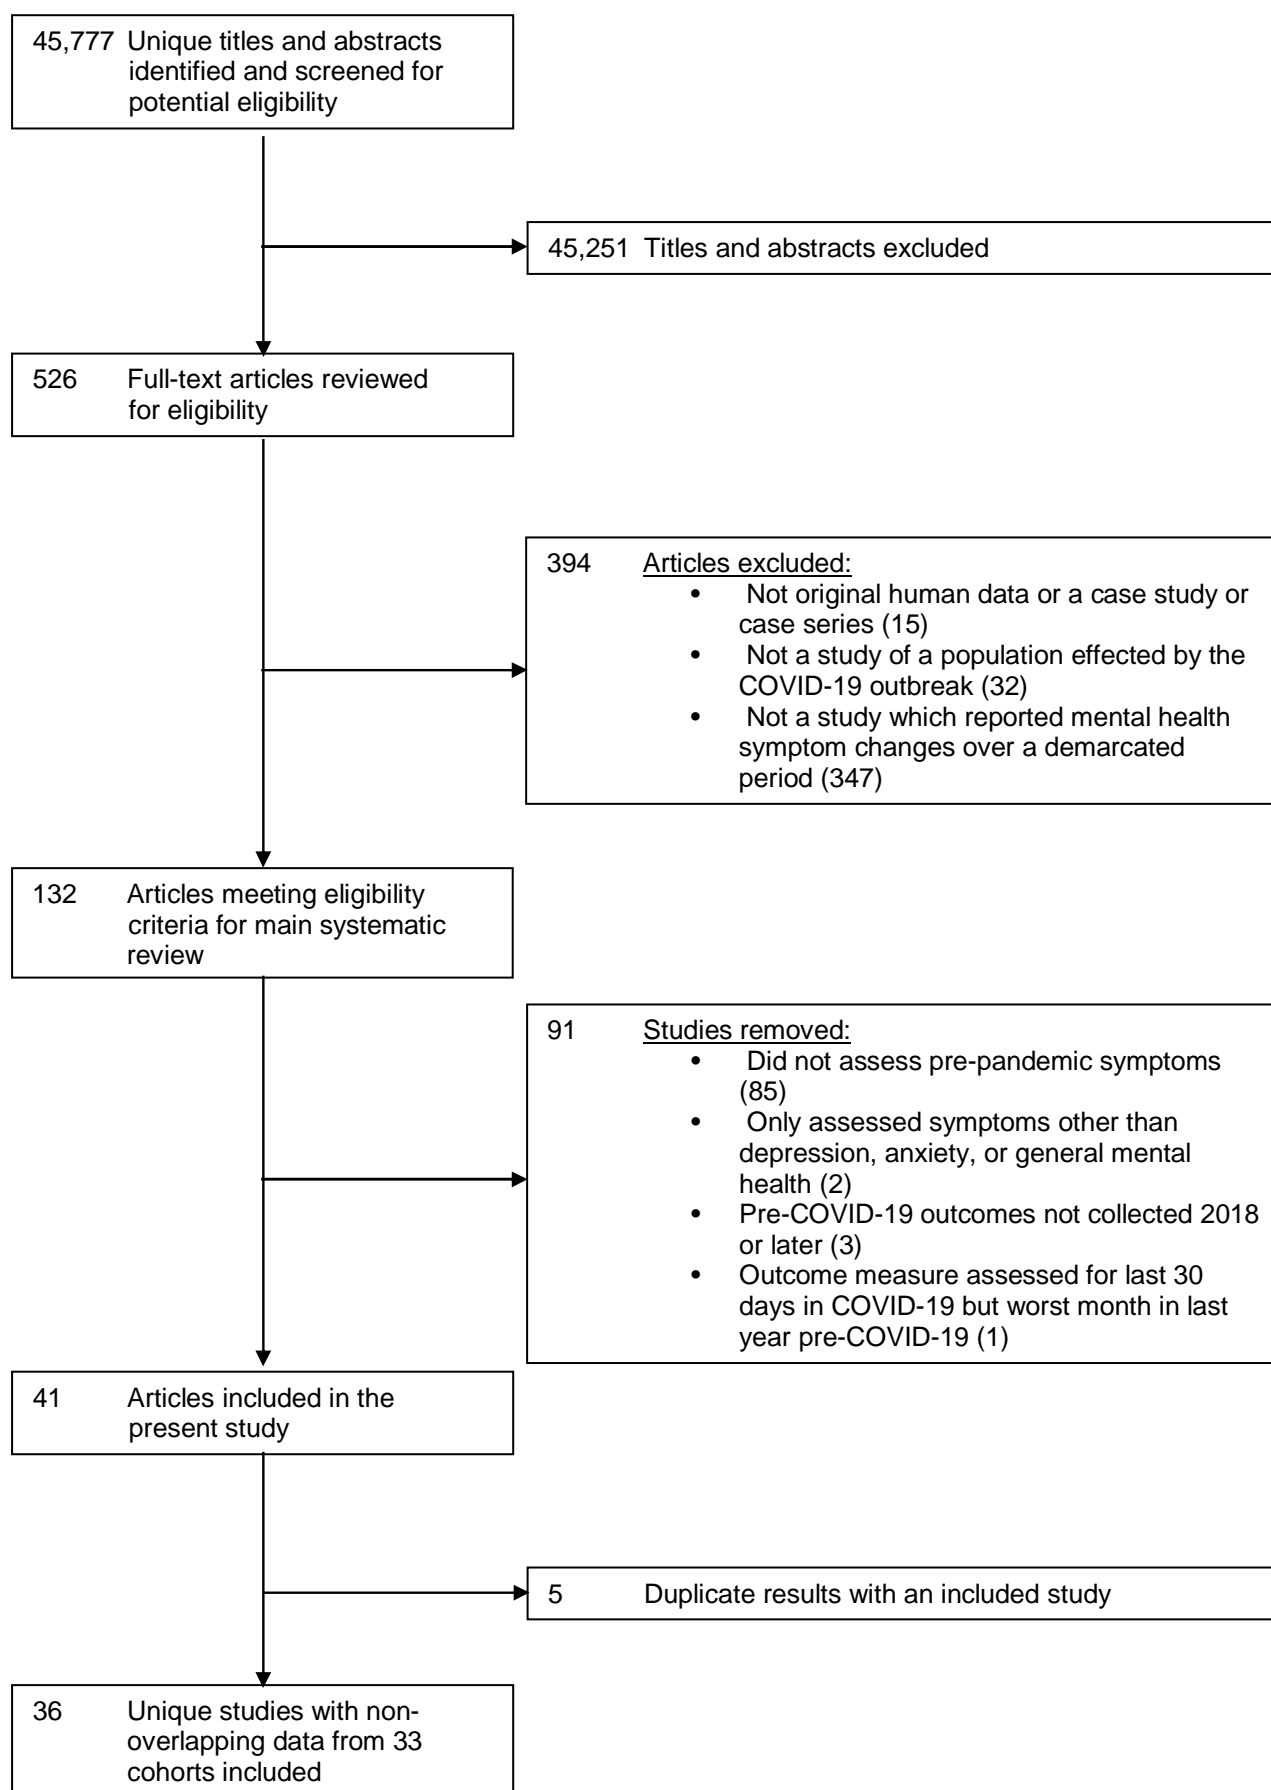 45,777 Unique titles and abstracts
identified and screened for
potential eligibility
45,251 Titles and abstracts excluded
526 Full-text articles reviewed
for eligibility
394 Articles excluded:
• Not original human data or a case study or
case series (15)
• Not a study of a population effected by the
COVID-19 outbreak (32)
• Not a study which reported mental health
symptom changes over a demarcated
period (347)
132 Articles meeting eligibility
criteria for main systematic
review
91 Studies removed:
• Did not assess pre-pandemic symptoms
(85)
• Only assessed symptoms other than
depression, anxiety, or general mental
health (2)
• Pre-COVID-19 outcomes not collected 2018
or later (3)
• Outcome measure assessed for last 30
days in COVID-19 but worst month in last
year pre-COVID-19 (1)
41 Articles included in the
present study
5 Duplicate results with an included study
36 Unique studies with non-
overlapping data from 33
cohorts included